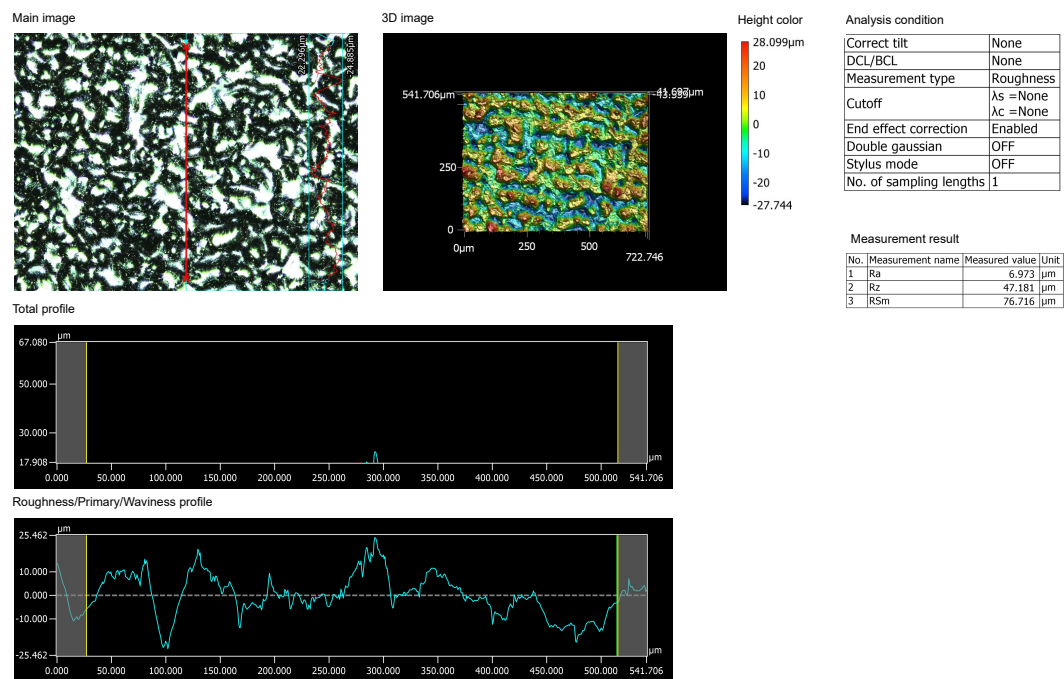 Main image
22.296µm
-24.885µm
3D image
541.706µm
250
0
0µm
250
500
722.746
Height color
28.099µm
20
10
0
-10
-20
-27.744
Analysis condition
Correct tilt None
DCL/BCL None
Measurement type Roughness
Cutoff λs =None
λc =None
End effect correction Enabled
Double gaussian OFF
Stylus mode OFF
No. of sampling lengths 1
Measurement result
No. Measurement name Measured value Unit
1 Ra 6.973 µm
2 Rz 47.181 µm
3 RSm 76.716 µm
Total profile
µm
67.080
50.000
30.000
17.908
µm
0.000 50.000 100.000 150.000 200.000 250.000 300.000 350.000 400.000 450.000 500.000 541.706
Roughness/Primary/Waviness profile
µm
25.462
10.000
0.000
-10.000
-25.462
µm
0.000 50.000 100.000 150.000 200.000 250.000 300.000 350.000 400.000 450.000 500.000 541.706